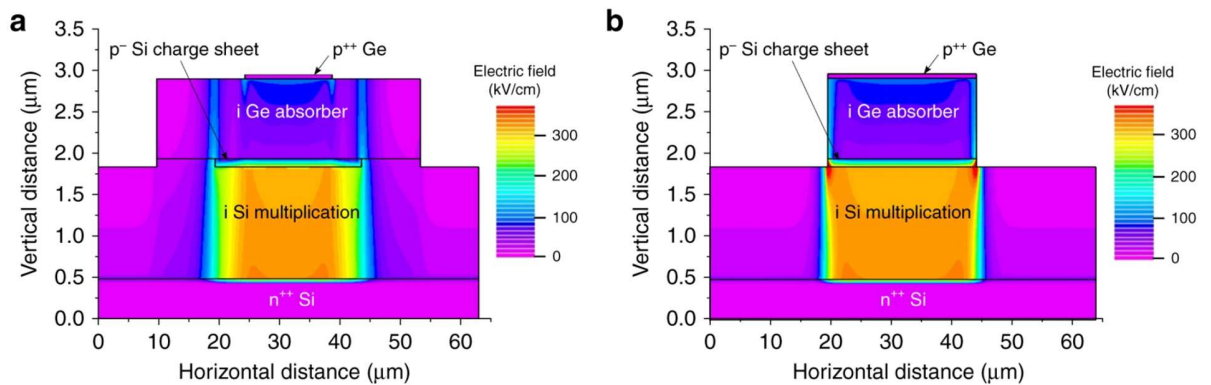 a
3.5
3.0
2.5
2.0
1.5
1.0
0.5
0.0
Vertical distance (μm)
p⁻ Si charge sheet
p⁺⁺ Ge
i Ge absorber
i Si multiplication
n⁺⁺ Si
Electric field
(kV/cm)
300
200
100
0
0 10 20 30 40 50 60
Horizontal distance (μm)
b
3.5
3.0
2.5
2.0
1.5
1.0
0.5
0.0
Vertical distance (μm)
p⁻ Si charge sheet
p⁺⁺ Ge
i Ge absorber
i Si multiplication
n⁺⁺ Si
Electric field
(kV/cm)
300
200
100
0
0 10 20 30 40 50 60
Horizontal distance (μm)